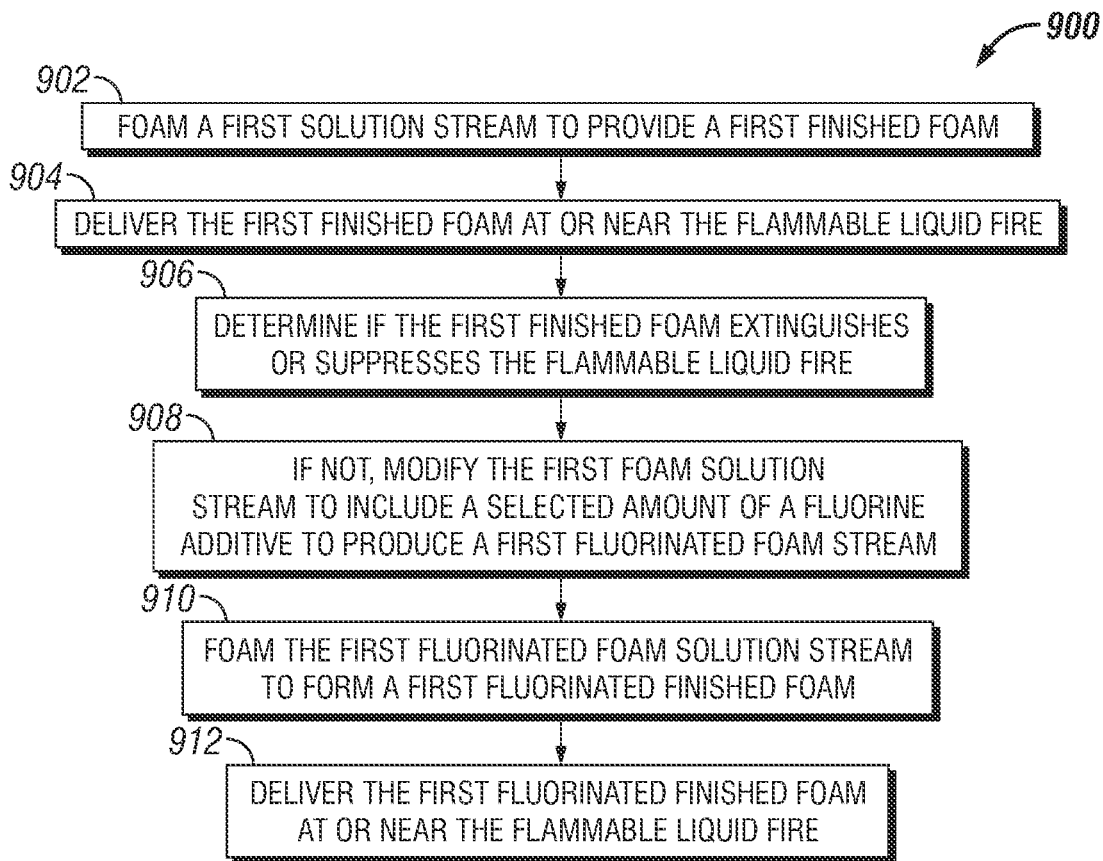 900
902
FOAM A FIRST SOLUTION STREAM TO PROVIDE A FIRST FINISHED FOAM
904
DELIVER THE FIRST FINISHED FOAM AT OR NEAR THE FLAMMABLE LIQUID FIRE
906
DETERMINE IF THE FIRST FINISHED FOAM EXTINGUISHES
OR SUPPRESSES THE FLAMMABLE LIQUID FIRE
908
IF NOT, MODIFY THE FIRST FOAM SOLUTION
STREAM TO INCLUDE A SELECTED AMOUNT OF A FLUORINE
ADDITIVE TO PRODUCE A FIRST FLUORINATED FOAM STREAM
910
FOAM THE FIRST FLUORINATED FOAM SOLUTION STREAM
TO FORM A FIRST FLUORINATED FINISHED FOAM
912
DELIVER THE FIRST FLUORINATED FINISHED FOAM
AT OR NEAR THE FLAMMABLE LIQUID FIRE